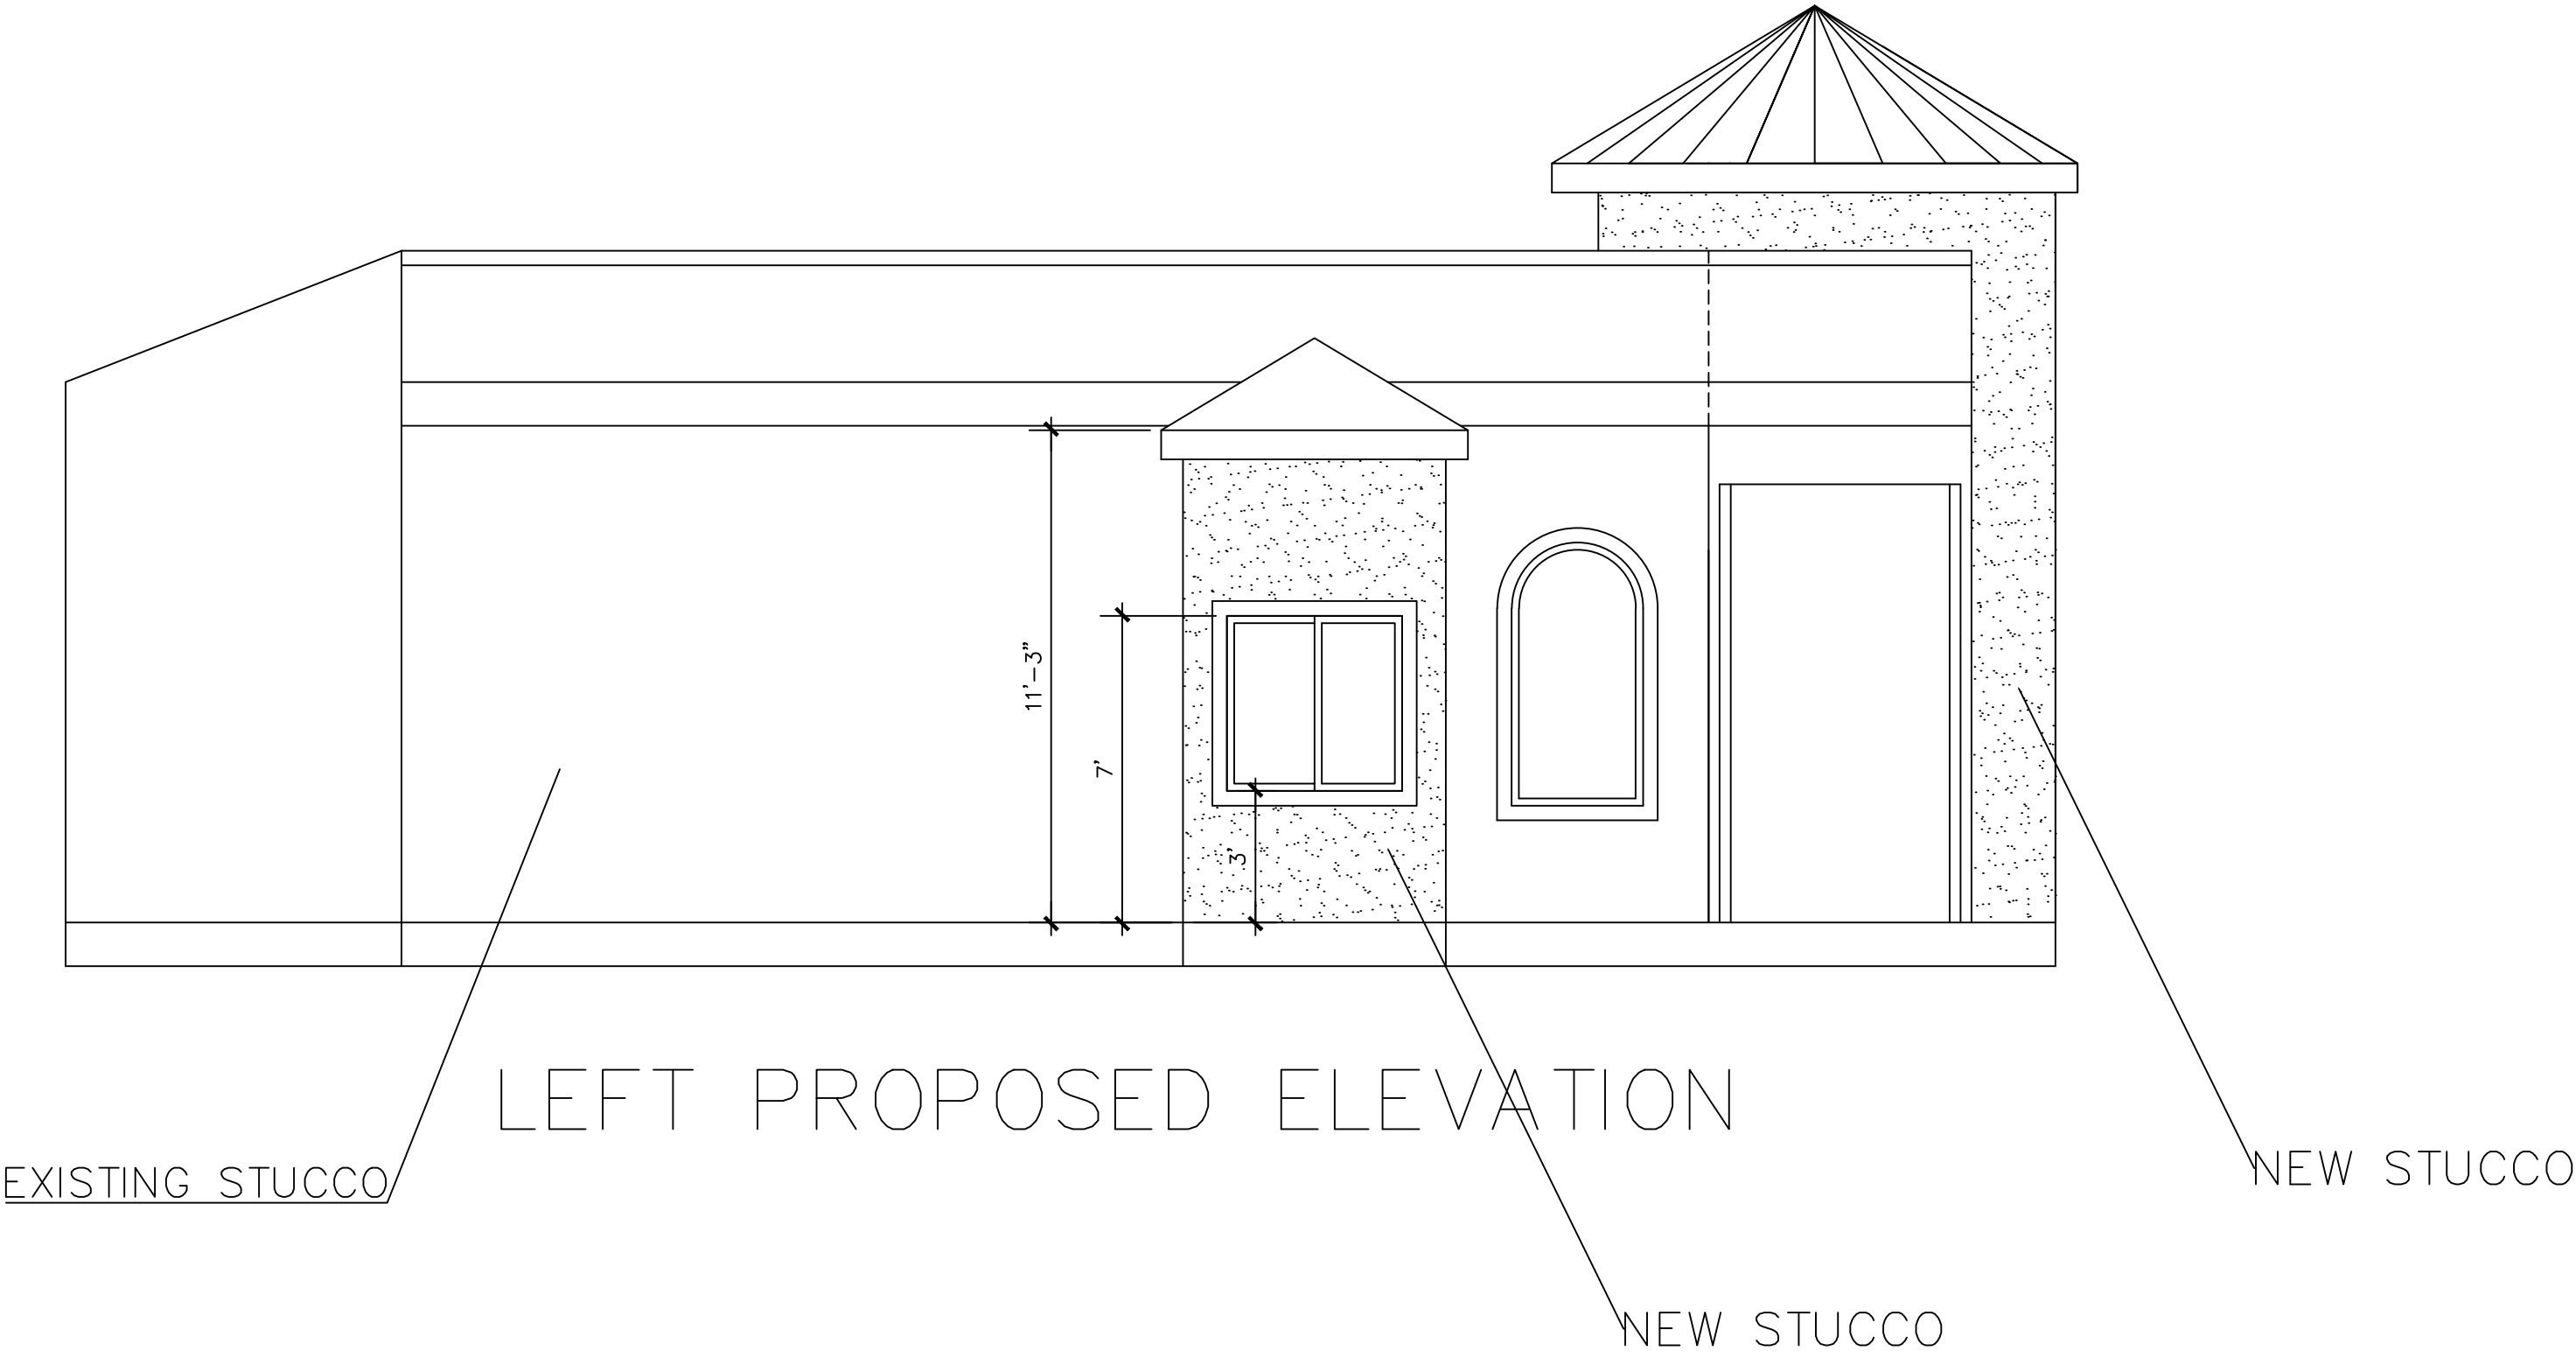 11'-3"
7'
3'
LEFT PROPOSED ELEVATION
EXISTING STUCCO
NEW STUCCO
NEW STUCCO